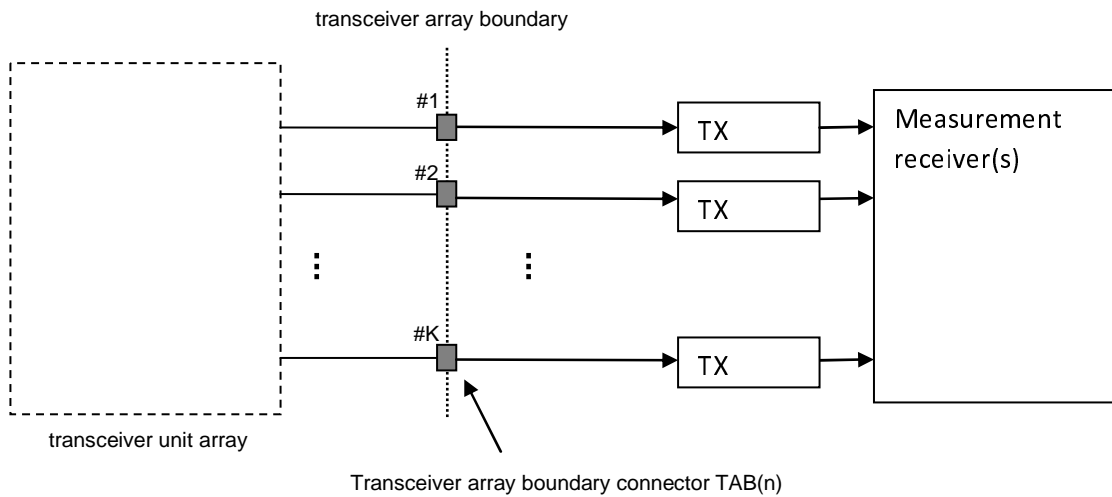 transceiver array boundary
#1
TX
Measurement
receiver(s)
#2
TX
#K
TX
transceiver unit array
Transceiver array boundary connector TAB(n)